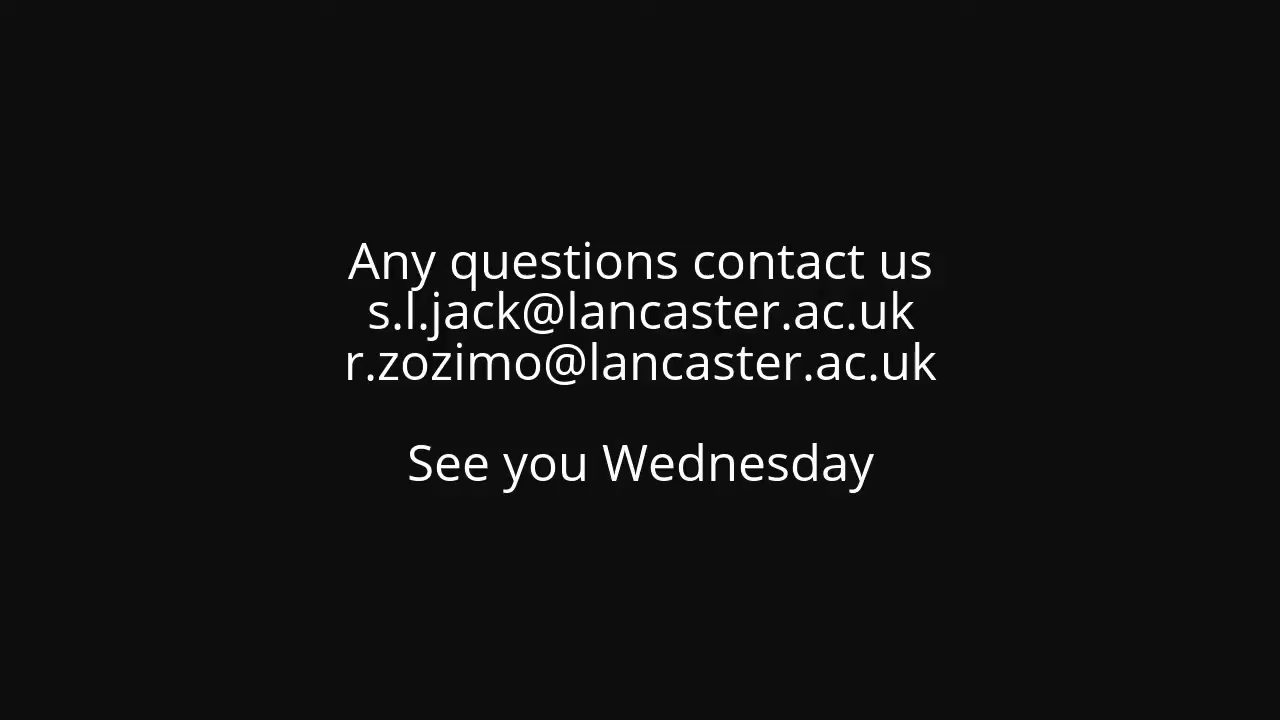 Any questions contact us
s.l.jack@lancaster.ac.uk
r.zozimo@lancaster.ac.uk
See you Wednesday